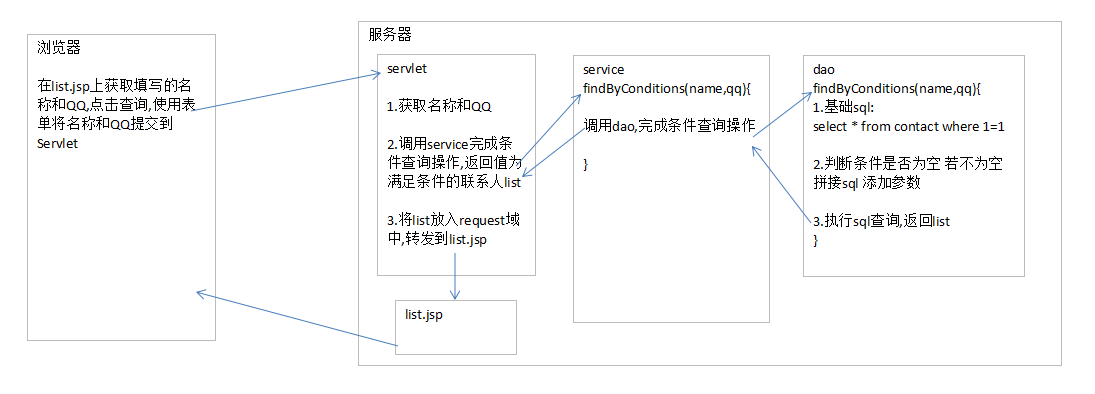 浏览器
在list.jsp上获取填写的名
称和QQ,点击查询,使用表
单将名称和QQ提交到
Servlet
服务器
servlet
1.获取名称和QQ
2.调用service完成条
件查询操作,返回值为
满足条件的联系人list
3.将list放入request域
中,转发到list.jsp
list.jsp
service
findByConditions(name,qq){
调用dao,完成条件查询操作
}
dao
findByConditions(name,qq){
1.基础sql:
select * from contact where 1=1
2.判断条件是否为空 若不为空
拼接sql 添加参数
3.执行sql查询,返回list
}